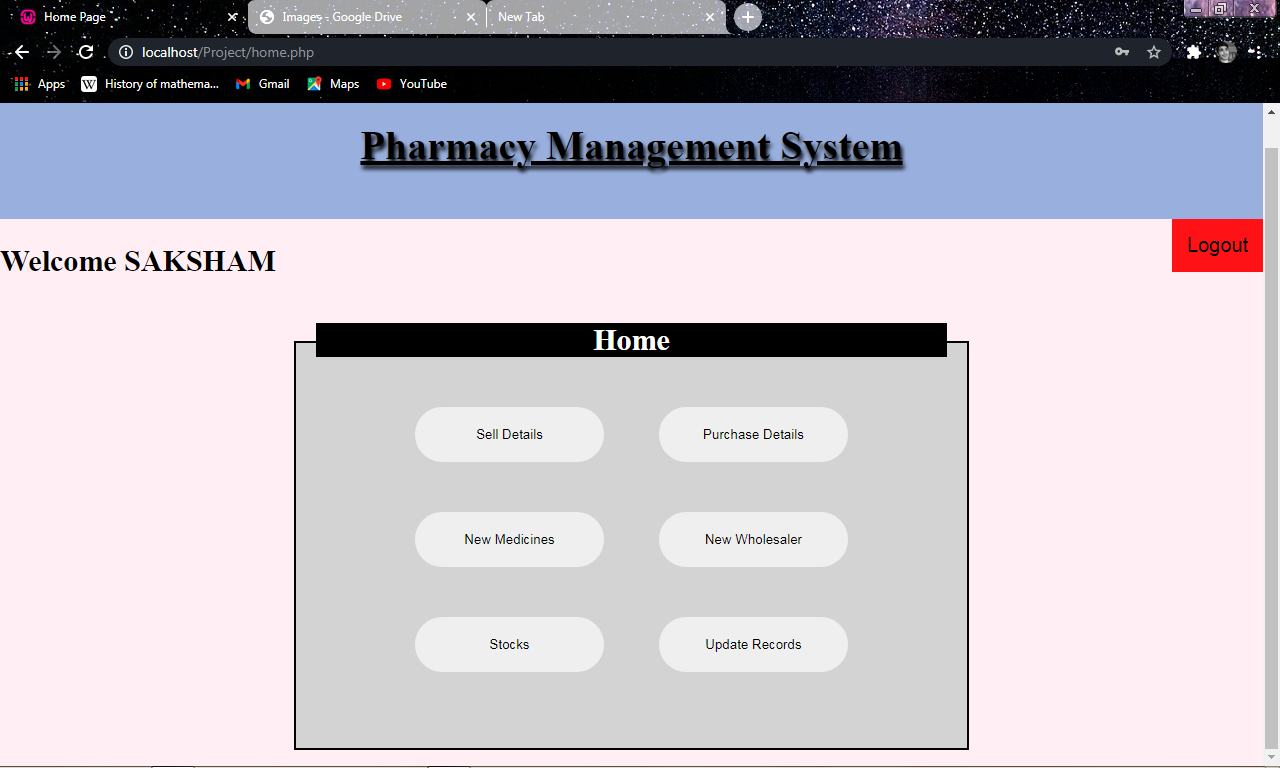 Home Page
Images - Google Drive
New Tab
localhost/Project/home.php
Apps
History of mathema...
Gmail
Maps
YouTube
Pharmacy Management System
Logout
Welcome SAKSHAM
Home
Sell Details
Purchase Details
New Medicines
New Wholesaler
Stocks
Update Records